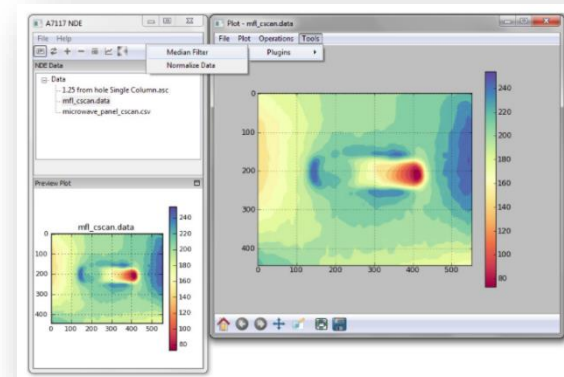 A7117 NDE
File Help
NDE Data
Data
1.25 from hole Single Column.asc
mfl_cscan.data
microwave_panel_cscan.csv
Preview Plot
mfl_cscan.data
0
100
200
300
400
0 100 200 300 400 500
240
220
200
180
160
140
120
100
80
Plot - mfl_cscan.data
File Plot Operations Tools
Plugins
Median Filter
Normalize Data
0
100
200
300
400
0 100 200 300 400 500
240
220
200
180
160
140
120
100
80